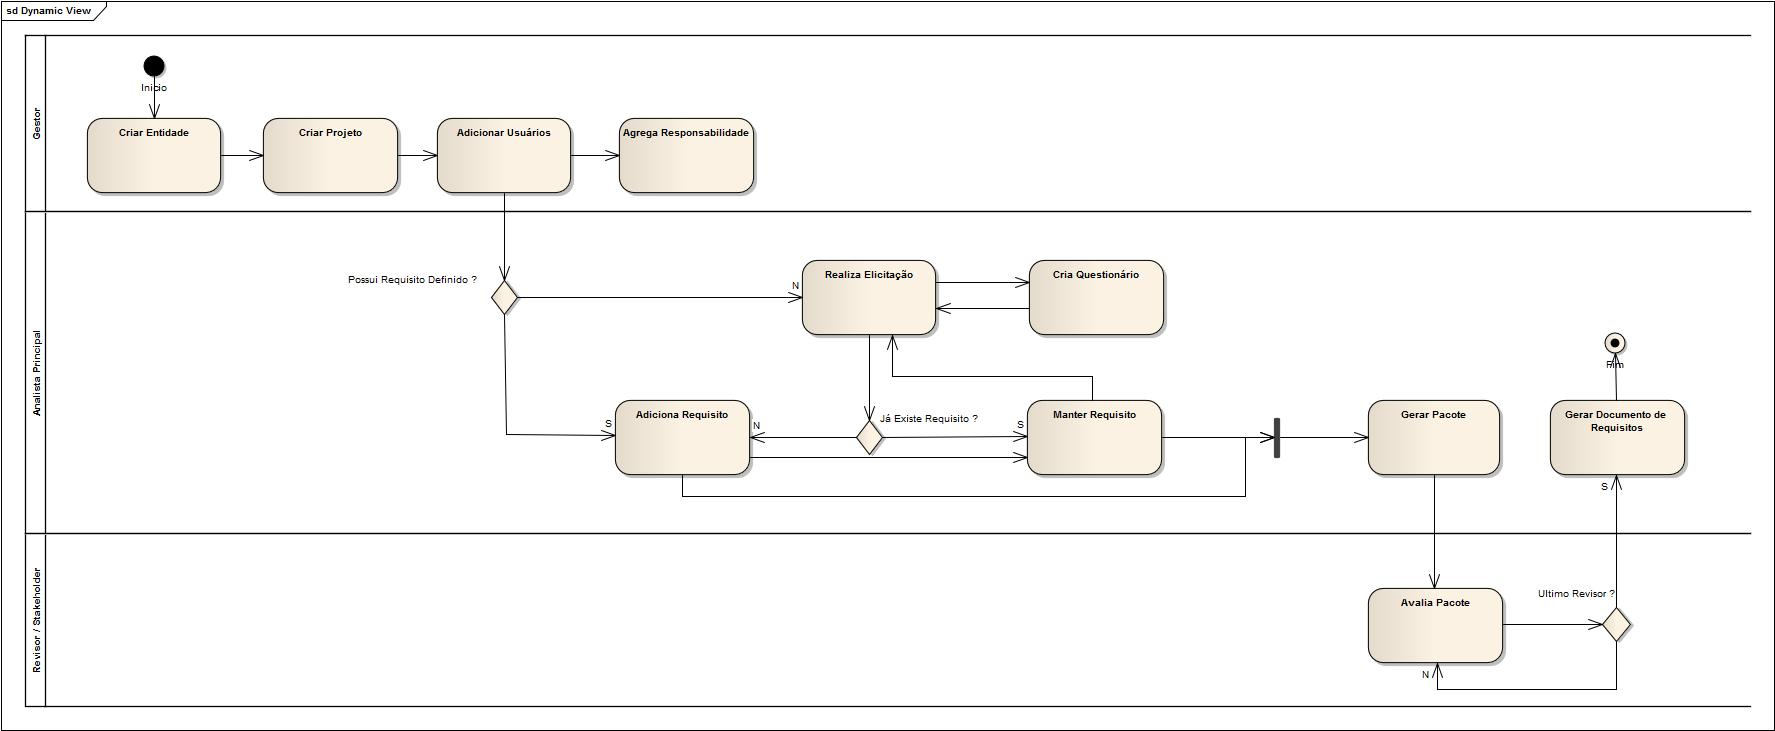 sd Dynamic View
Gestor
Inicio
Criar Entidade
Criar Projeto
Adicionar Usuários
Agrega Responsabilidade
Analista Principal
Possui Requisito Definido ?
N
Realiza Elicitação
Cria Questionário
Fim
S
Adiciona Requisito
N
Já Existe Requisito ?
S
Manter Requisito
Gerar Pacote
Gerar Documento de
Requisitos
S
Revisor / Stakeholder
Avalia Pacote
Ultimo Revisor ?
N